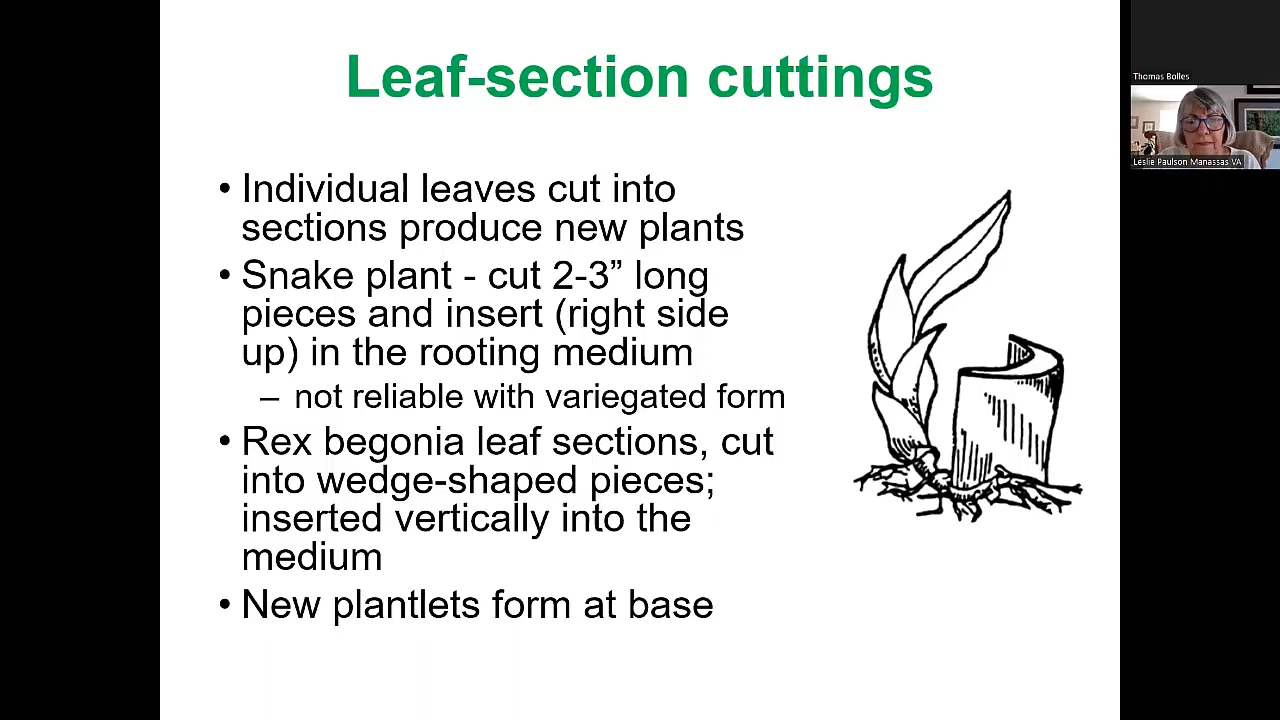 Leaf-section cuttings
• Individual leaves cut into
sections produce new plants
• Snake plant - cut 2-3” long
pieces and insert (right side
up) in the rooting medium
– not reliable with variegated form
• Rex begonia leaf sections, cut
into wedge-shaped pieces;
inserted vertically into the
medium
• New plantlets form at base
Thomas Bolles
Leslie Paulson Manassas VA